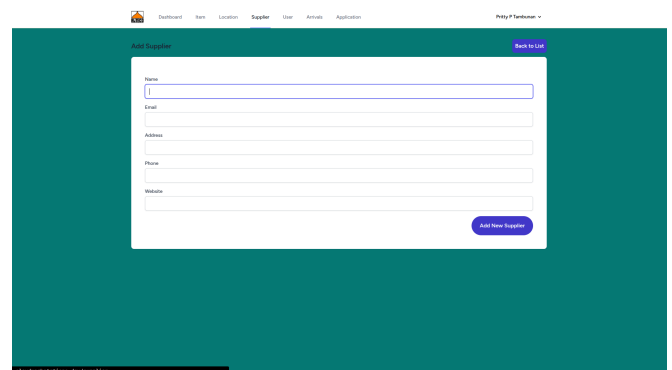 Dashboard Item Location Supplier User Arrivals Application Pritty P Tambunan
Add Supplier Back to List
Name
Email
Address
Phone
Website
Add New Supplier